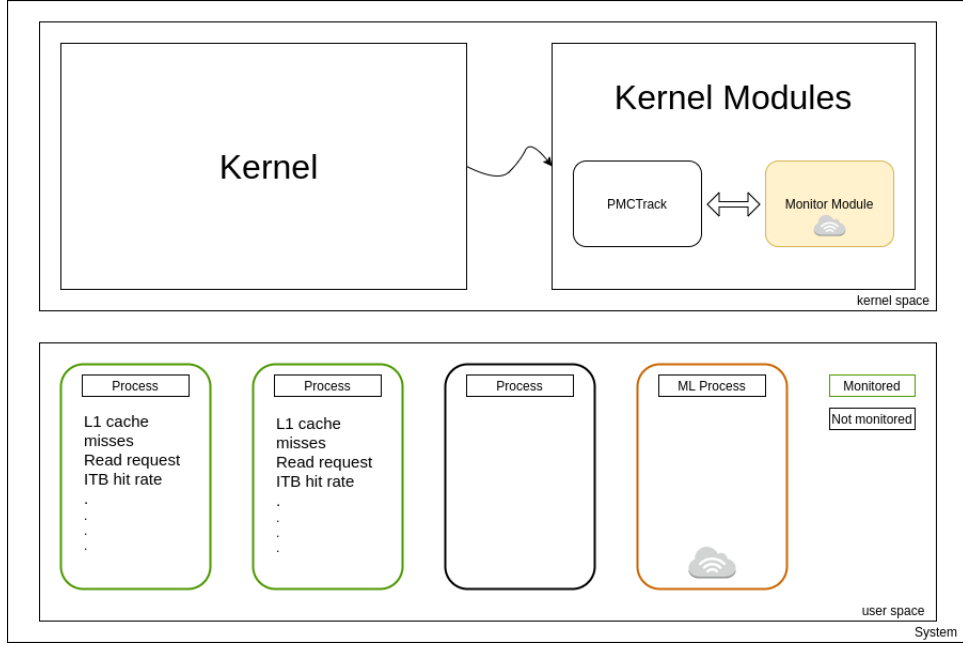 Kernel
Kernel Modules
PMCTrack
Monitor Module
kernel space
Process
L1 cache
misses
Read request
ITB hit rate
.
.
.
.
Process
L1 cache
misses
Read request
ITB hit rate
.
.
.
.
Process
ML Process
Monitored
Not monitored
user space
System